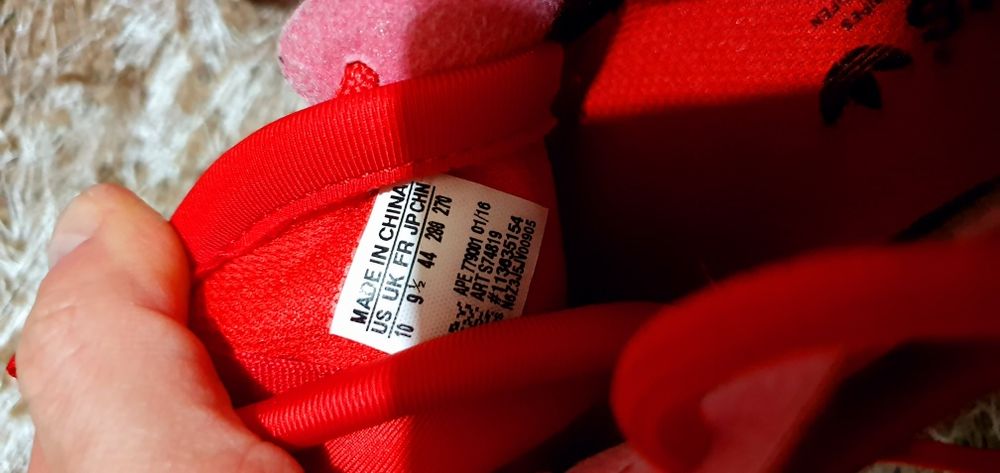 MADE IN CHINA
US UK FR JP CHN
10 9½ 44 280 270
APE 779001 01/16
ART S74819
#113635154